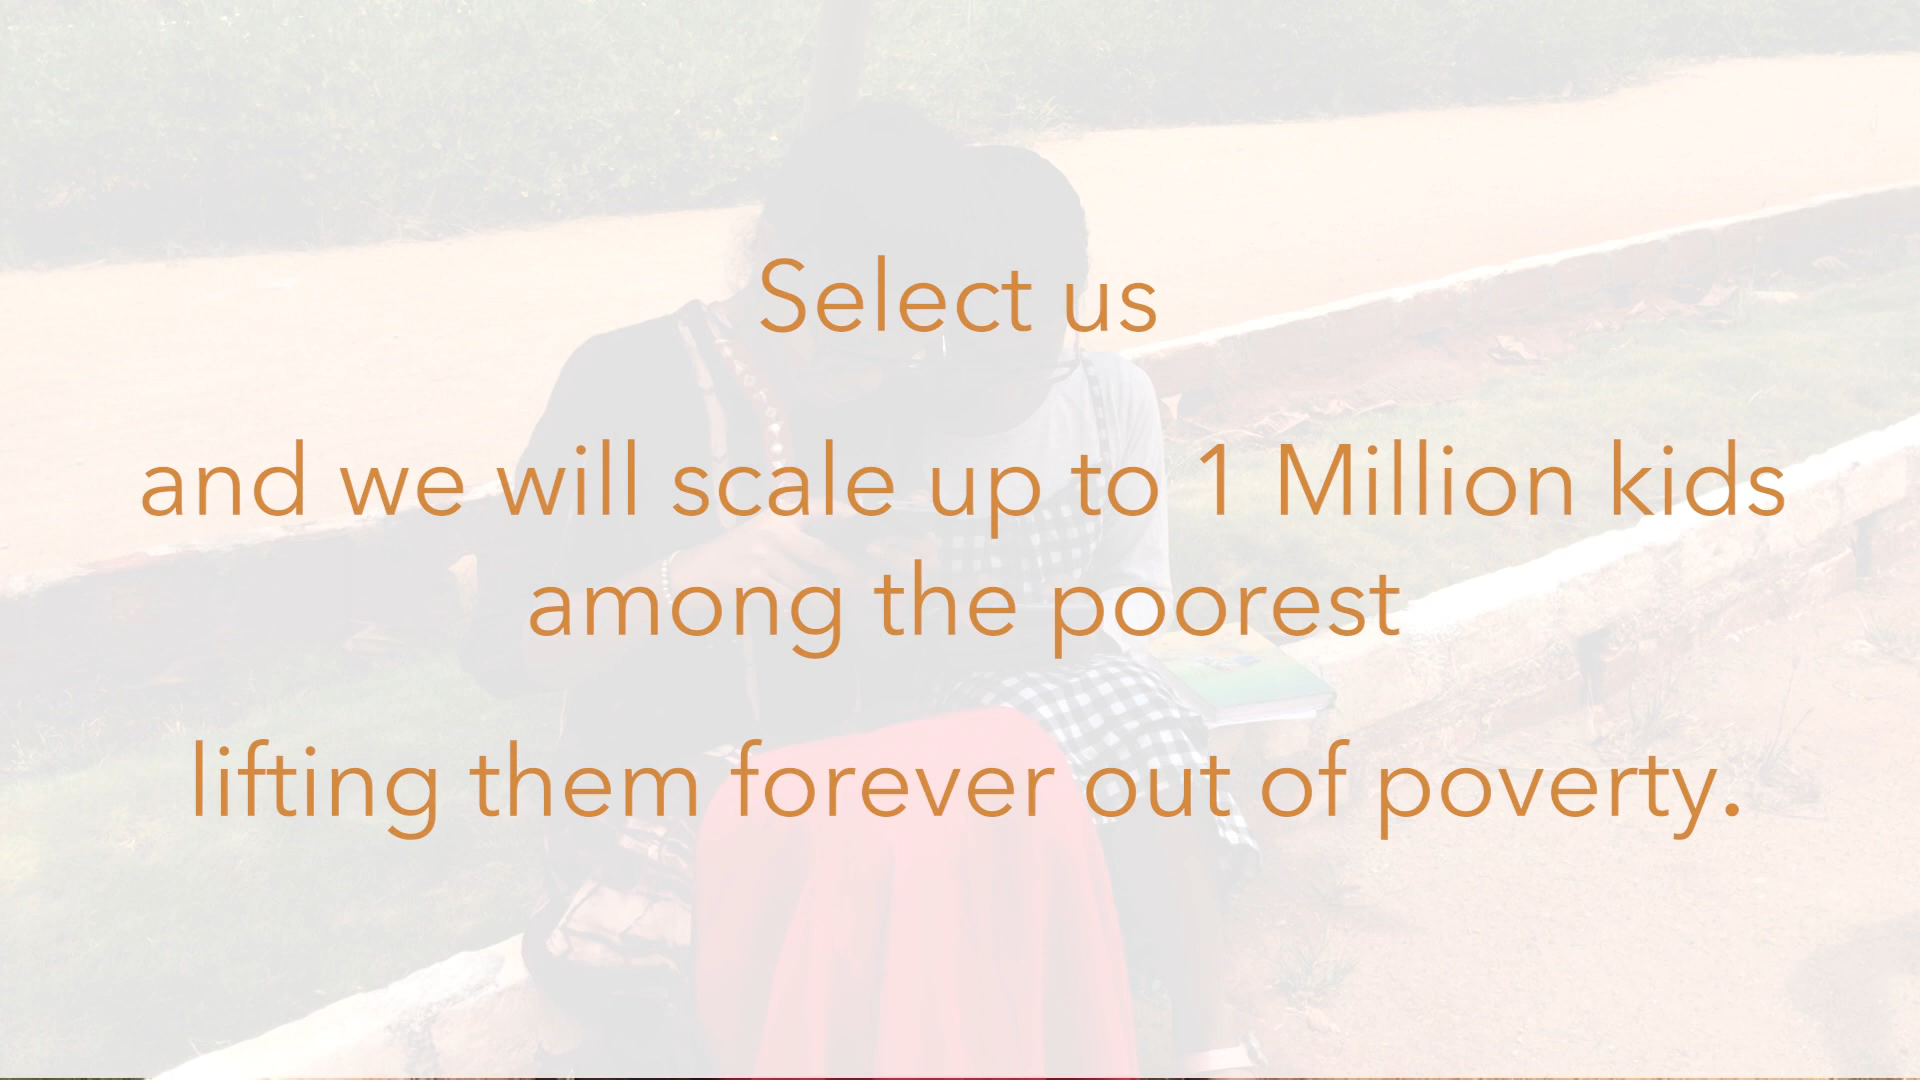 Select us
and we will scale up to 1 Million kids
among the poorest
lifting them forever out of poverty.